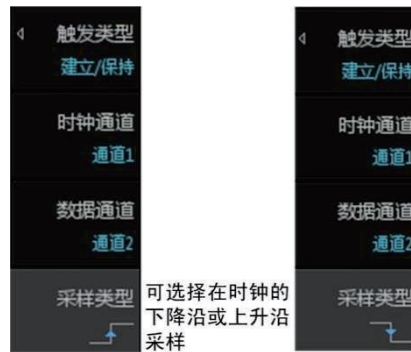 触发类型
建立/保持
时钟通道
通道1
数据通道
通道2
采样类型
可选择在时钟的
下降沿或上升沿
采样
触发类型
建立/保持
时钟通道
通道1
数据通道
通道2
采样类型